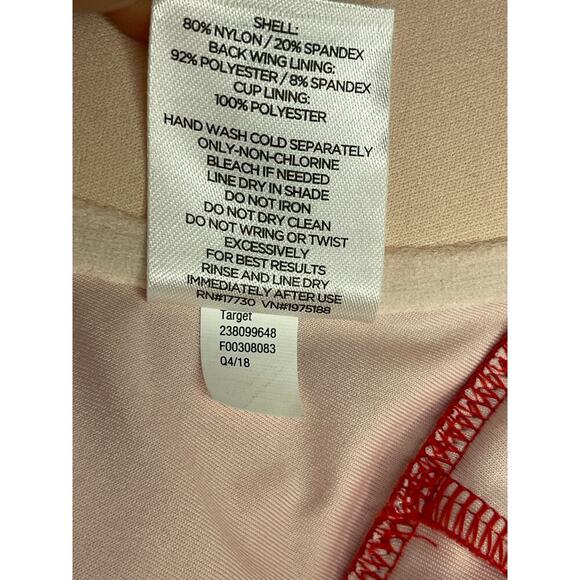 SHELL:
80% NYLON / 20% SPANDEX
BACK WING LINING:
92% POLYESTER / 8% SPANDEX
CUP LINING:
100% POLYESTER
HAND WASH COLD SEPARATELY
ONLY-NON-CHLORINE
BLEACH IF NEEDED
LINE DRY IN SHADE
DO NOT IRON
DO NOT DRY CLEAN
DO NOT WRING OR TWIST
EXCESSIVELY
FOR BEST RESULTS
RINSE AND LINE DRY
IMMEDIATELY AFTER USE
RN#17730 VN#1975188
Target
238099648
F00308083
Q4/18